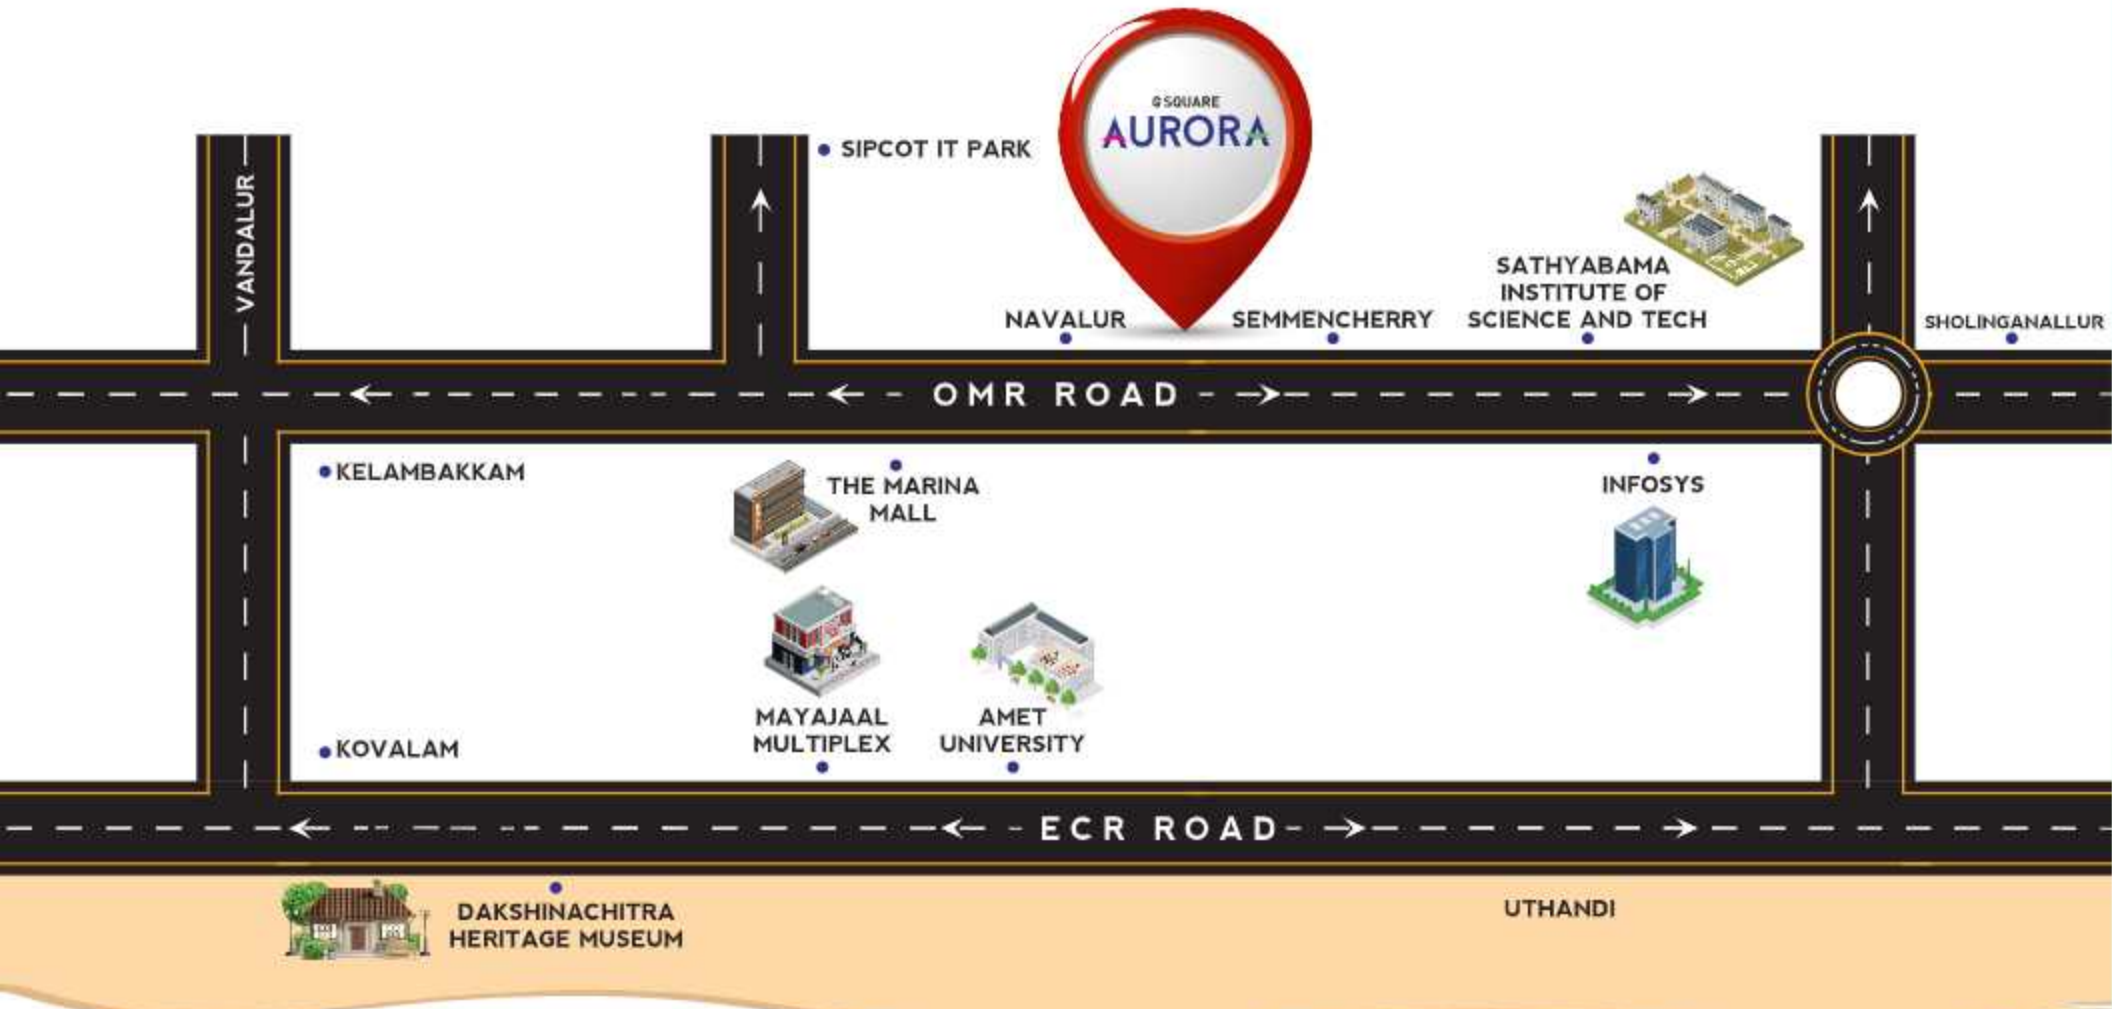 G SQUARE
AURORA
SIPCOT IT PARK
VANDALUR
SATHYABAMA
INSTITUTE OF
SCIENCE AND TECH
NAVALUR
SEMMENCHERRY
SHOLINGANALLUR
OMR ROAD
KELAMBAKKAM
THE MARINA
MALL
INFOSYS
MAYAJAAL
MULTIPLEX
AMET
UNIVERSITY
KOVALAM
ECR ROAD
DAKSHINACHITRA
HERITAGE MUSEUM
UTHANDI